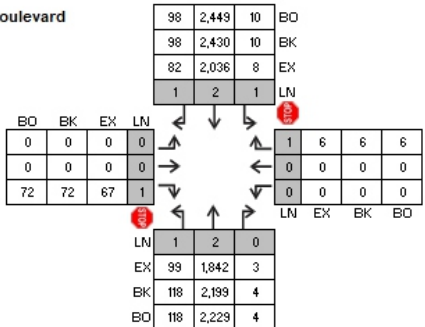 oulevard
98 2,449 10 BO
98 2,430 10 BK
82 2,036 8 EX
1 2 1 LN
STOP
BO BK EX LN
0 0 0 0
0 0 0 0
72 72 67 1
1 6 6 6
0 0 0 0
0 0 0 0
LN EX BK BO
STOP
LN 1 2 0
EX 99 1,842 3
BK 118 2,199 4
BO 118 2,229 4